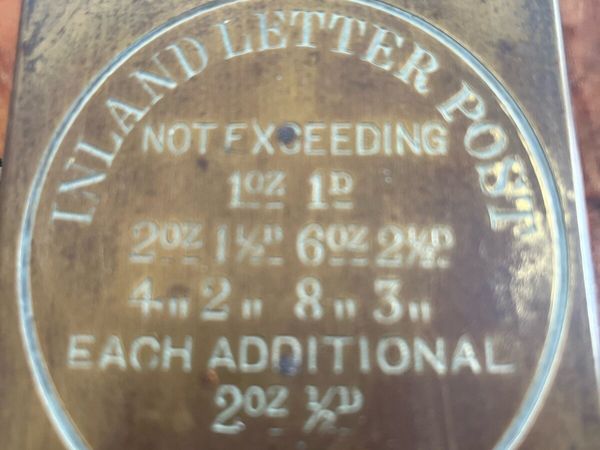 INLAND LETTER POST
NOT EXCEEDING
1OZ 1D
2OZ 1½D 6OZ 2½D
4 " 2 " 8 " 3 "
EACH ADDITIONAL
2OZ ½D